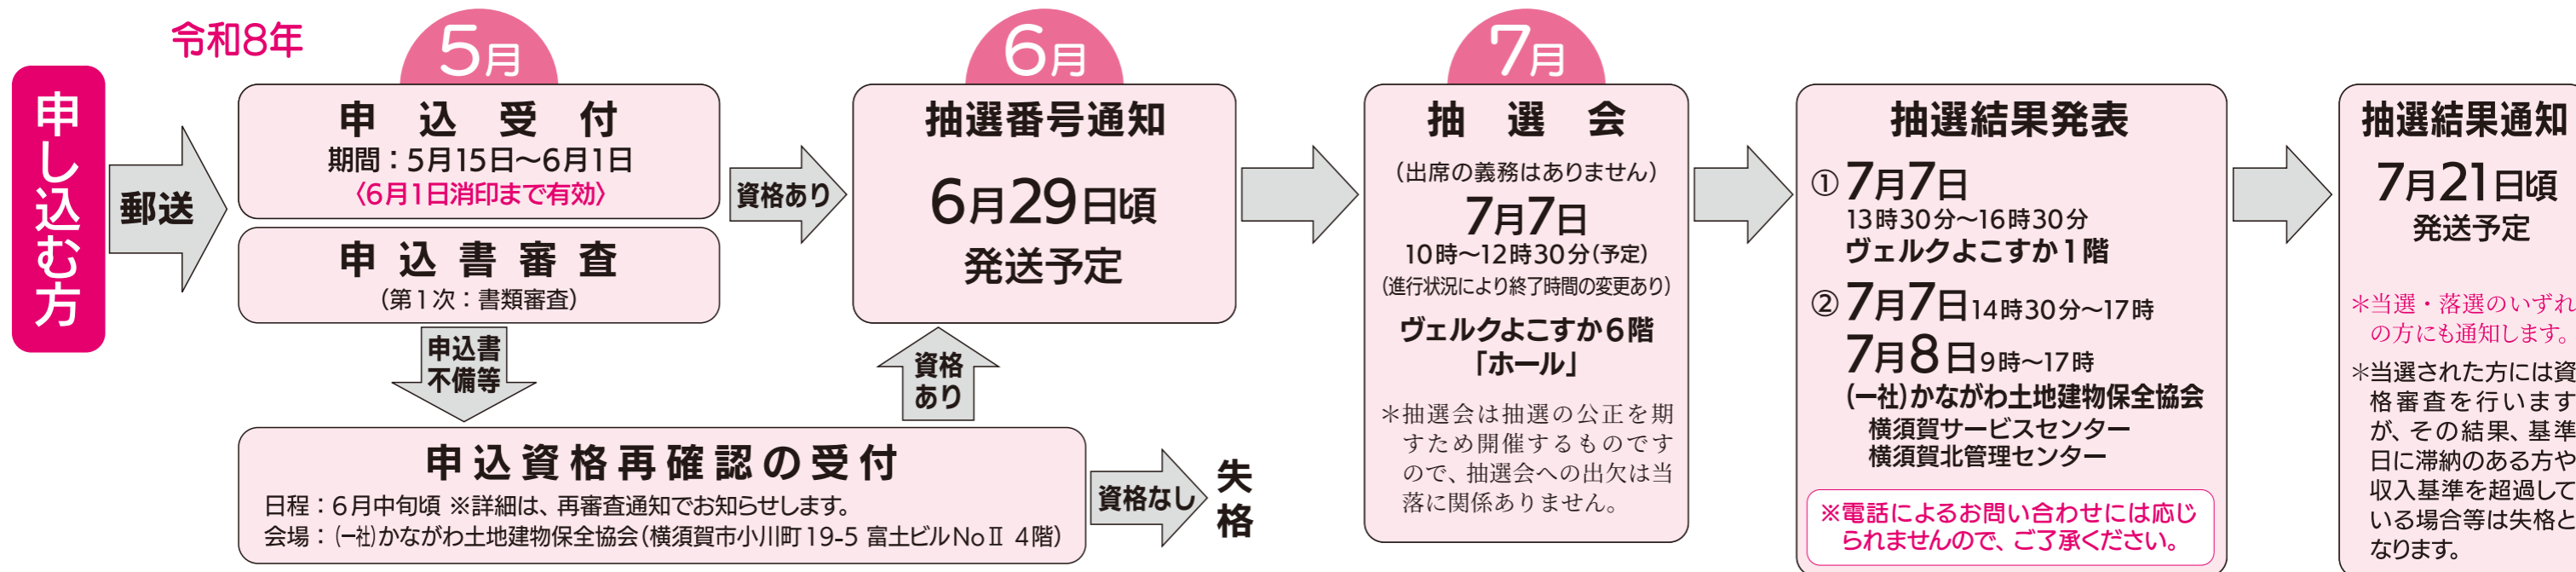 令和8年
申し込む方
郵送
5月
申込受付
期間：5月15日〜6月1日
〈6月1日消印まで有効〉
申込書審査
(第1次：書類審査)
申込書
不備等
資格あり
申込資格再確認の受付
日程：6月中旬頃 ※詳細は、再審査通知でお知らせします。
会場：(一社)かながわ土地建物保全協会(横須賀市小川町19-5 富士ビルNoⅡ 4階)
資格
あり
資格なし
失格
6月
抽選番号通知
6月29日頃
発送予定
7月
抽選会
(出席の義務はありません)
7月7日
10時〜12時30分(予定)
(進行状況により終了時間の変更あり)
ヴェルクよこすか6階
「ホール」
＊抽選会は抽選の公正を期
すため開催するものです
ので、抽選会への出欠は当
落に関係ありません。
抽選結果発表
①7月7日
13時30分〜16時30分
ヴェルクよこすか1階
②7月7日14時30分〜17時
7月8日9時〜17時
(一社)かながわ土地建物保全協会
横須賀サービスセンター
横須賀北管理センター
※電話によるお問い合わせには応じ
られませんので、ご了承ください。
抽選結果通知
7月21日頃
発送予定
＊当選・落選のいずれ
の方にも通知します。
＊当選された方には資
格審査を行います
が、その結果、基準
日に滞納のある方や
収入基準を超過して
いる場合等は失格と
なります。